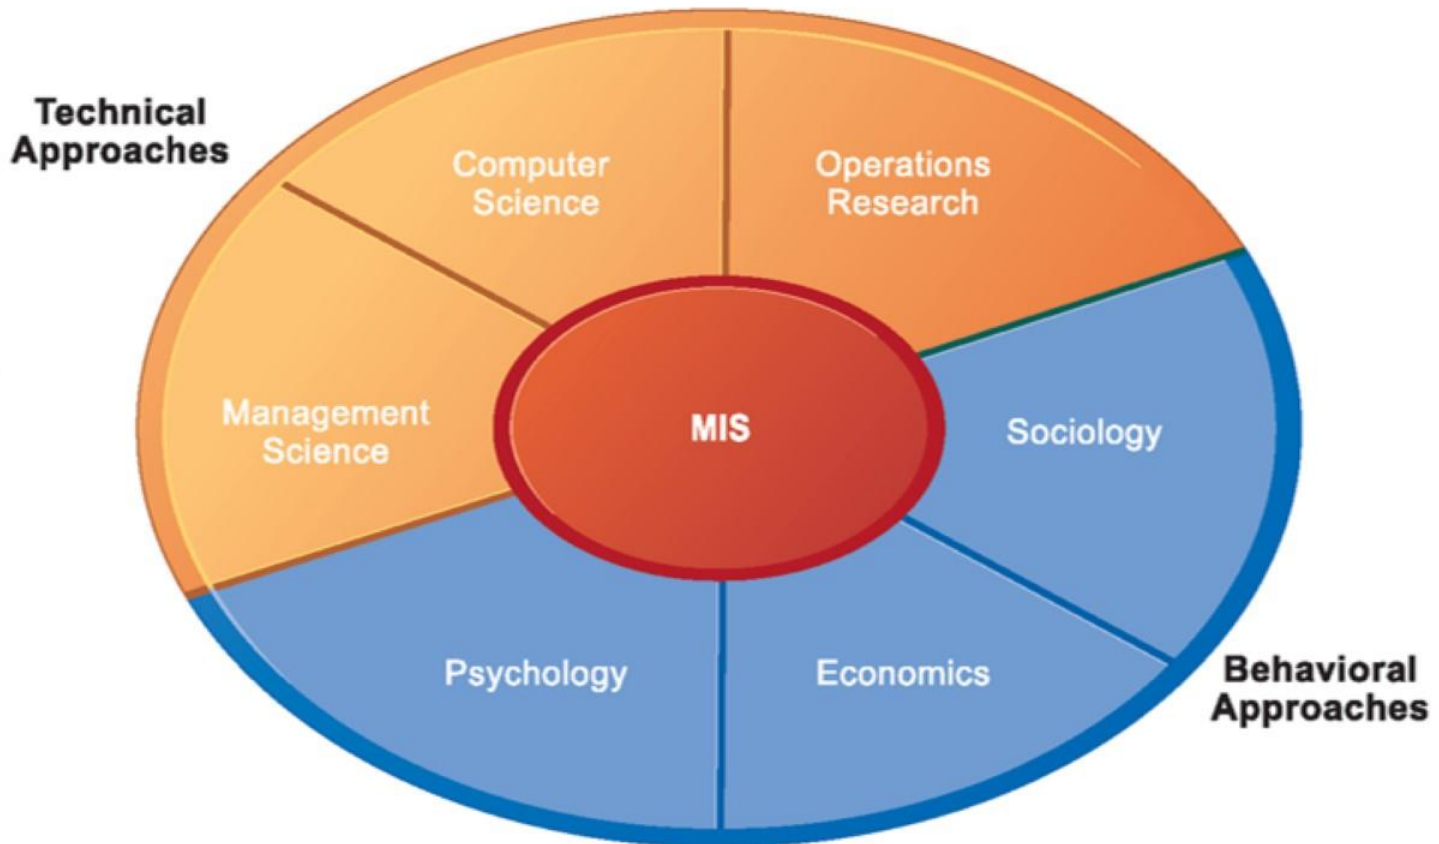 Technical
Approaches
Computer
Science
Operations
Research
Management
Science
MIS
Sociology
Psychology
Economics
Behavioral
Approaches